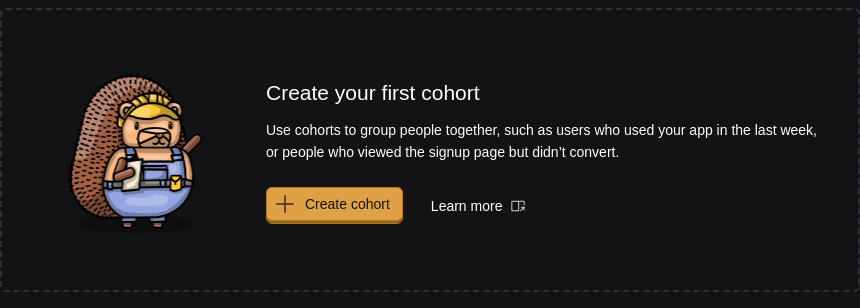 Create your first cohort
Use cohorts to group people together, such as users who used your app in the last week,
or people who viewed the signup page but didn’t convert.
Create cohort
Learn more